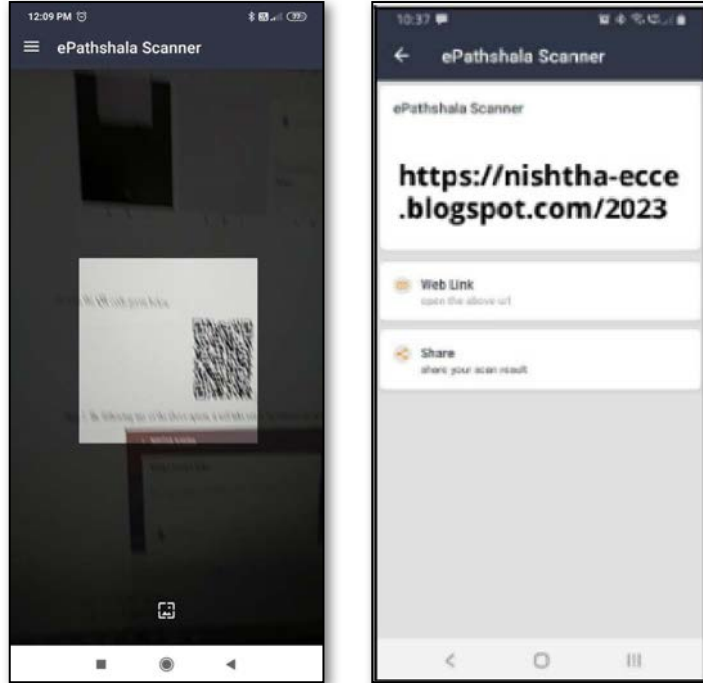 12:09 PM
ePathshala Scanner
10:37
ePathshala Scanner
ePathshala Scanner
https://nishtha-ecce
.blogspot.com/2023
Web Link
open the above url
Share
share your scan result